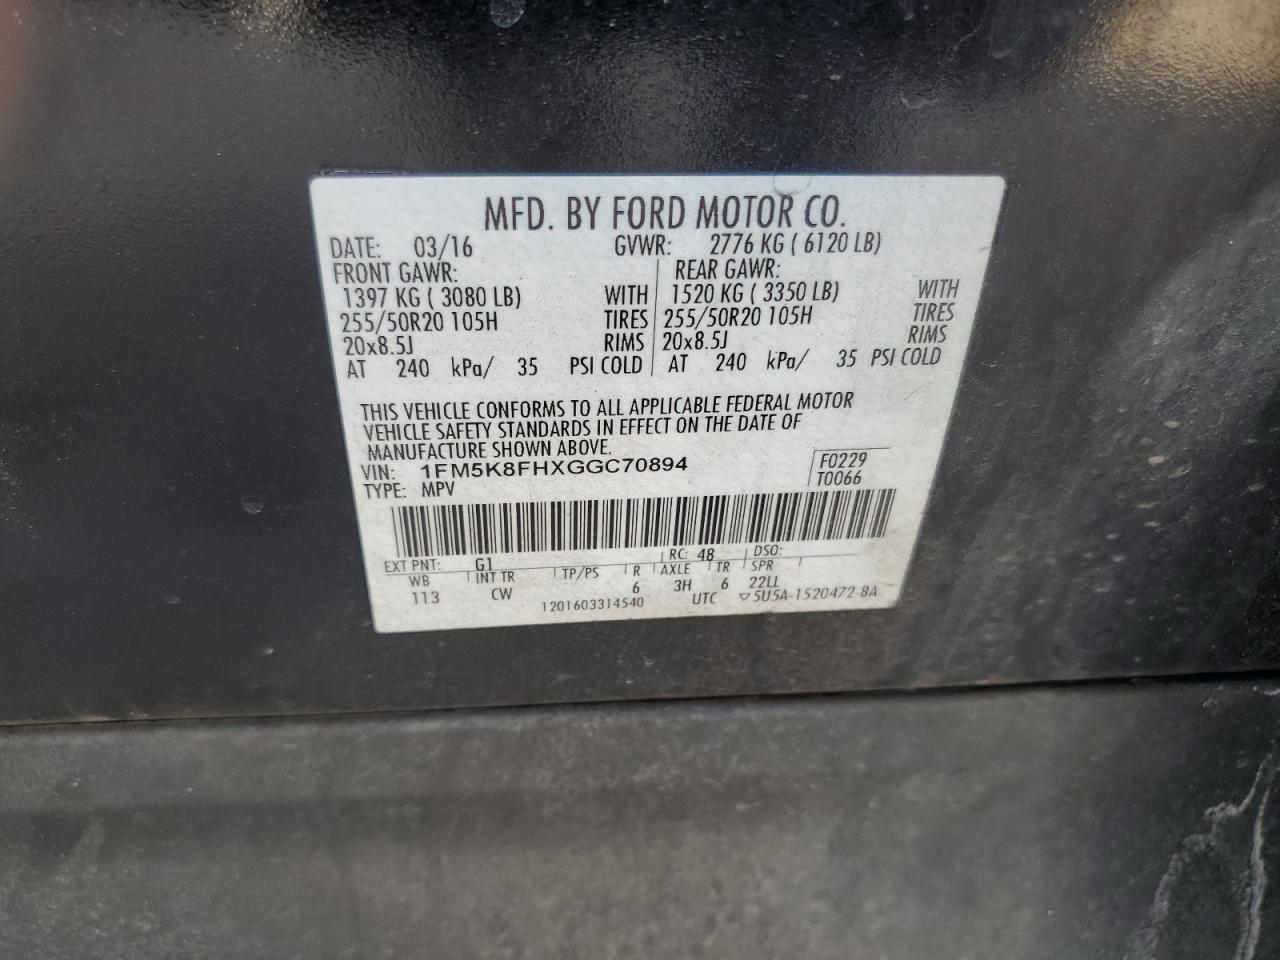 MFD. BY FORD MOTOR CO.
DATE: 03/16 GVWR: 2776 KG ( 6120 LB)
FRONT GAWR: REAR GAWR:
1397 KG ( 3080 LB) WITH 1520 KG ( 3350 LB) WITH
255/50R20 105H TIRES 255/50R20 105H TIRES
20x8.5J RIMS 20x8.5J RIMS
AT 240 kPa/ 35 PSI COLD AT 240 kPa/ 35 PSI COLD
THIS VEHICLE CONFORMS TO ALL APPLICABLE FEDERAL MOTOR
VEHICLE SAFETY STANDARDS IN EFFECT ON THE DATE OF
MANUFACTURE SHOWN ABOVE.
VIN: 1FM5K8FHXGGC70894 F0229
TYPE: MPV T0066
EXT PNT: G1 RC: 48 DSO:
WB INT TR TP/PS R AXLE TR SPR
113 CW 6 3H 6 22LL
1201603314540 UTC ▽5U5A-1520472-BA